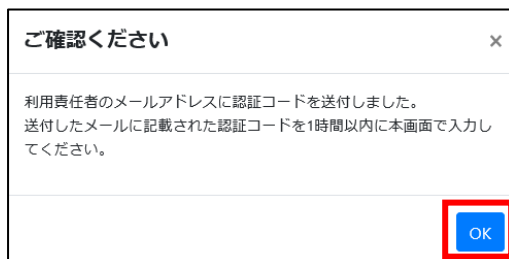 ご確認ください
×
利用責任者のメールアドレスに認証コードを送付しました。
送付したメールに記載された認証コードを1時間以内に本画面で入力し
てください。
OK